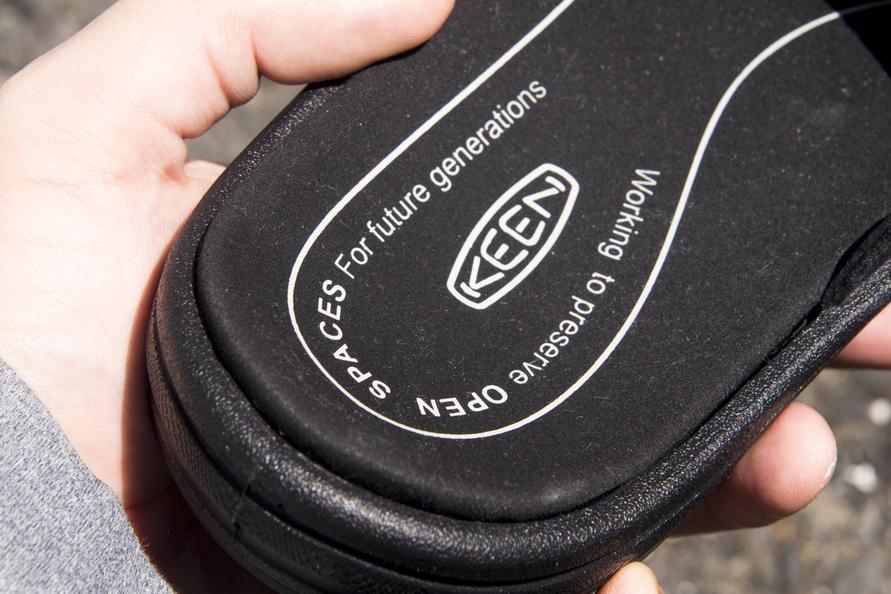 KEEN
Working to preserve OPEN SPACES For future generations